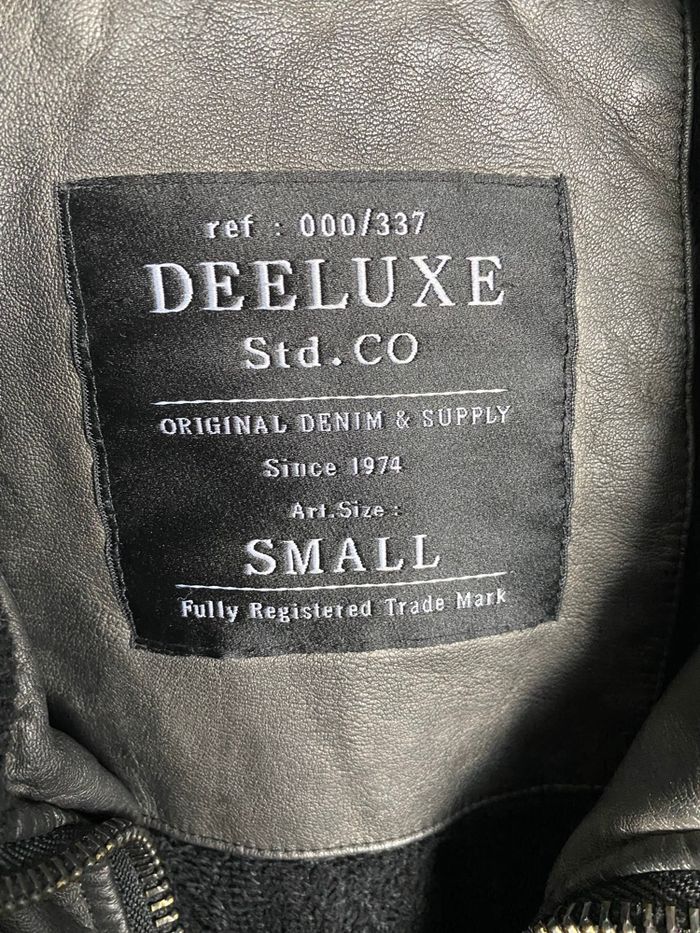 ref : 000/337
DEELUXE
Std.CO
ORIGINAL DENIM & SUPPLY
Since 1974
Art.Size :
SMALL
Fully Registered Trade Mark